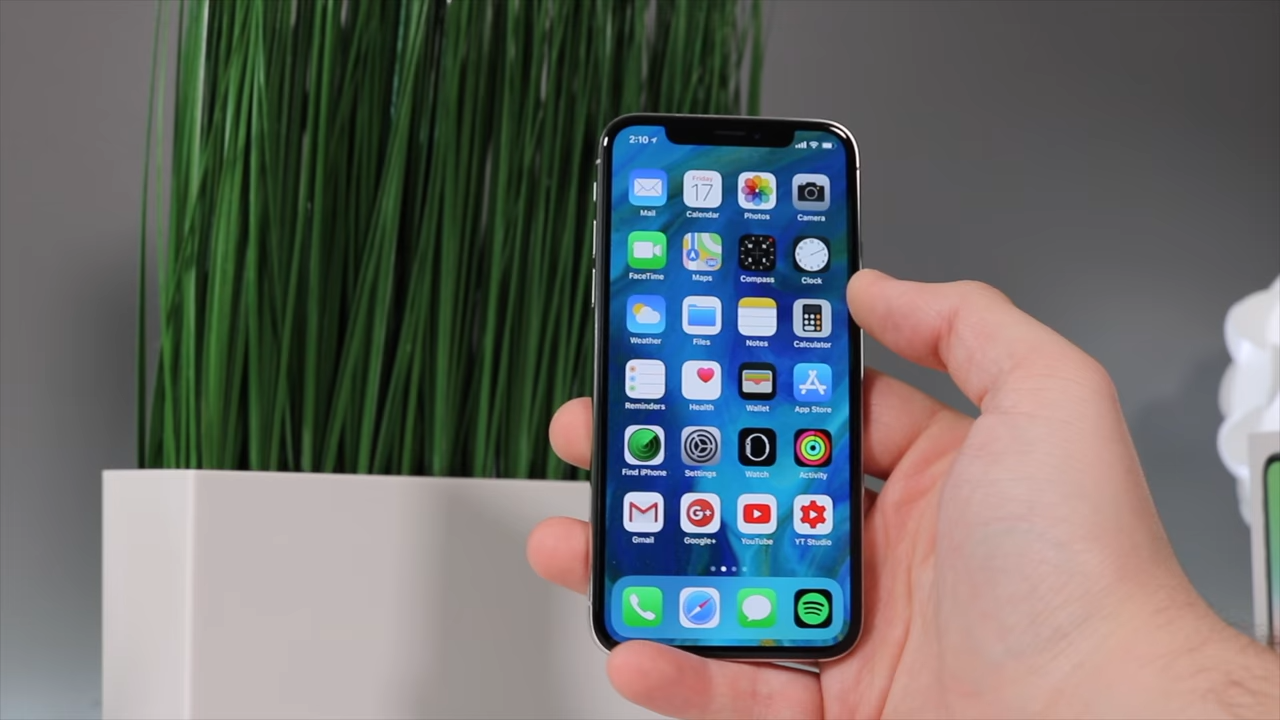 2:10
Friday
17
Mail Calendar Photos Camera
FaceTime Maps Compass Clock
Weather Files Notes Calculator
Reminders Health Wallet App Store
Find iPhone Settings Watch Activity
G+
Gmail Google+ YouTube YT Studio